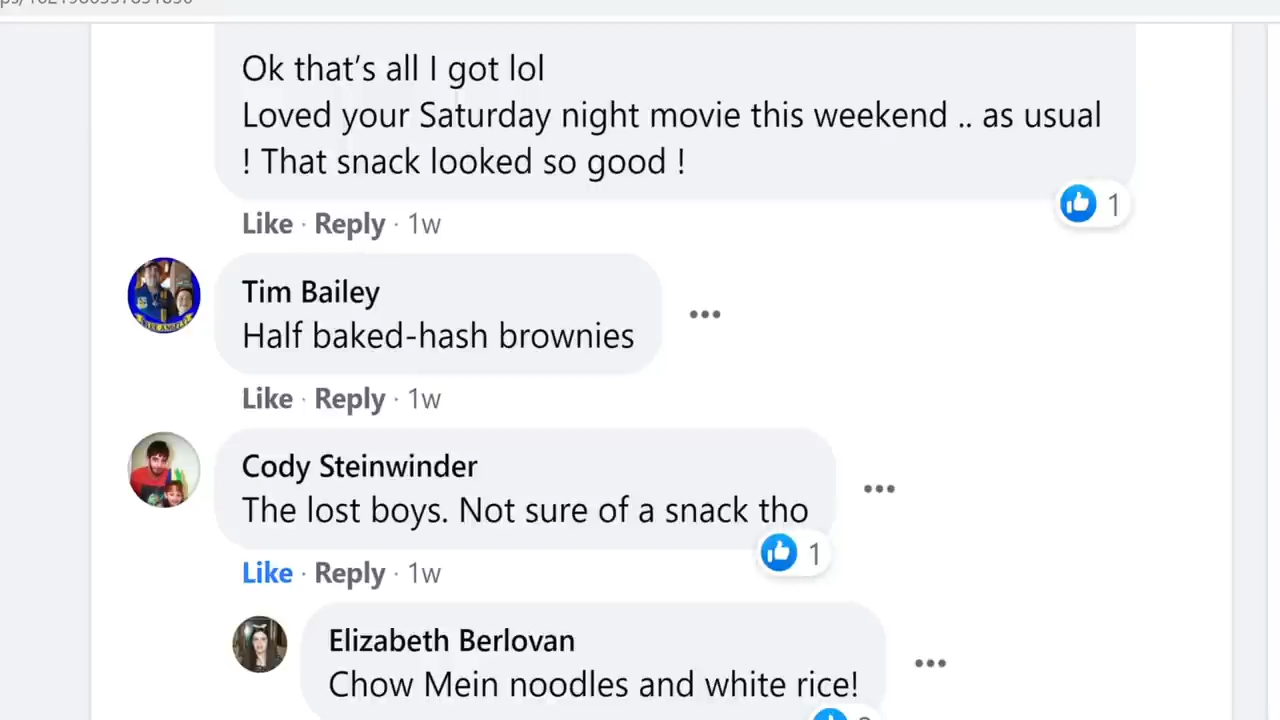 Ok that's all I got lol
Loved your Saturday night movie this weekend .. as usual
! That snack looked so good !
1
Like · Reply · 1w
Tim Bailey
Half baked-hash brownies
Like · Reply · 1w
Cody Steinwinder
The lost boys. Not sure of a snack tho
1
Like · Reply · 1w
Elizabeth Berlovan
Chow Mein noodles and white rice!